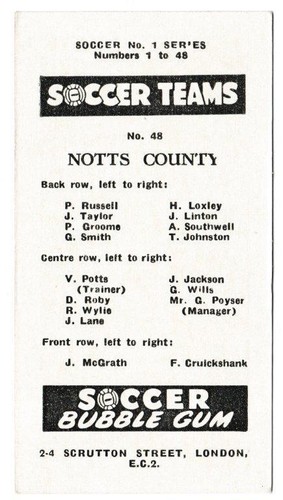 SOCCER No. 1 SERIES
Numbers 1 to 48
SOCCER TEAMS
No. 48
NOTTS COUNTY
Back row, left to right:
P. Russell H. Loxley
J. Taylor J. Linton
P. Groome A. Southwell
G. Smith T. Johnston
Centre row, left to right:
V. Potts J. Jackson
(Trainer) G. Wills
D. Roby Mr. G. Poyser
R. Wylie (Manager)
J. Lane
Front row, left to right:
J. McGrath F. Cruickshank
SOCCER
BUBBLE GUM
2-4 SCRUTTON STREET, LONDON,
E.C.2.